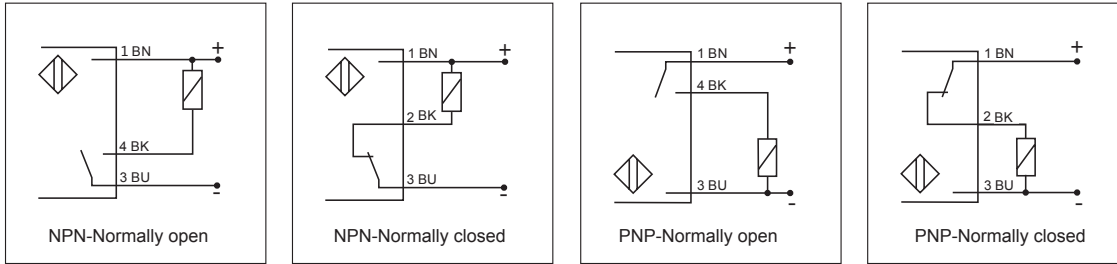 1 BN
+
4 BK
3 BU
-
NPN-Normally open
1 BN
+
2 BK
3 BU
-
NPN-Normally closed
1 BN
+
4 BK
3 BU
-
PNP-Normally open
1 BN
+
2 BK
3 BU
-
PNP-Normally closed